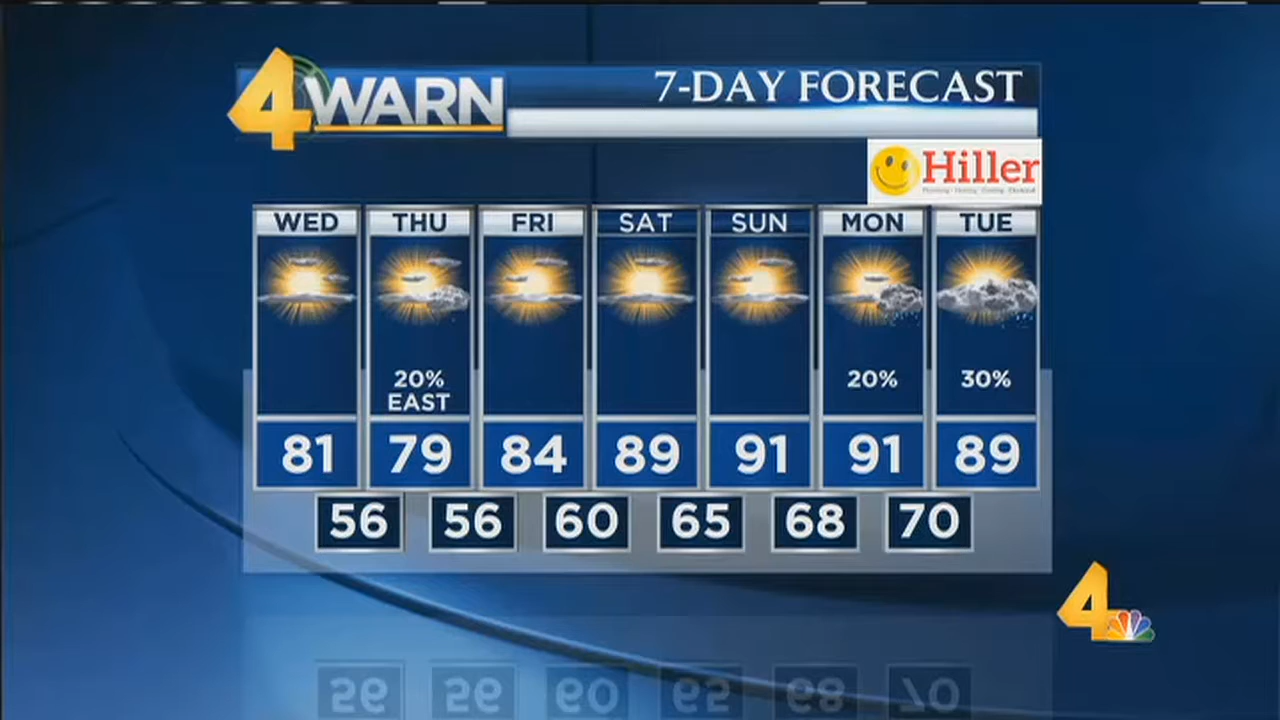 4WARN
7-DAY FORECAST
Hiller
WED THU FRI SAT SUN MON TUE
20% 20% 30%
EAST
81 79 84 89 91 91 89
56 56 60 65 68 70
4